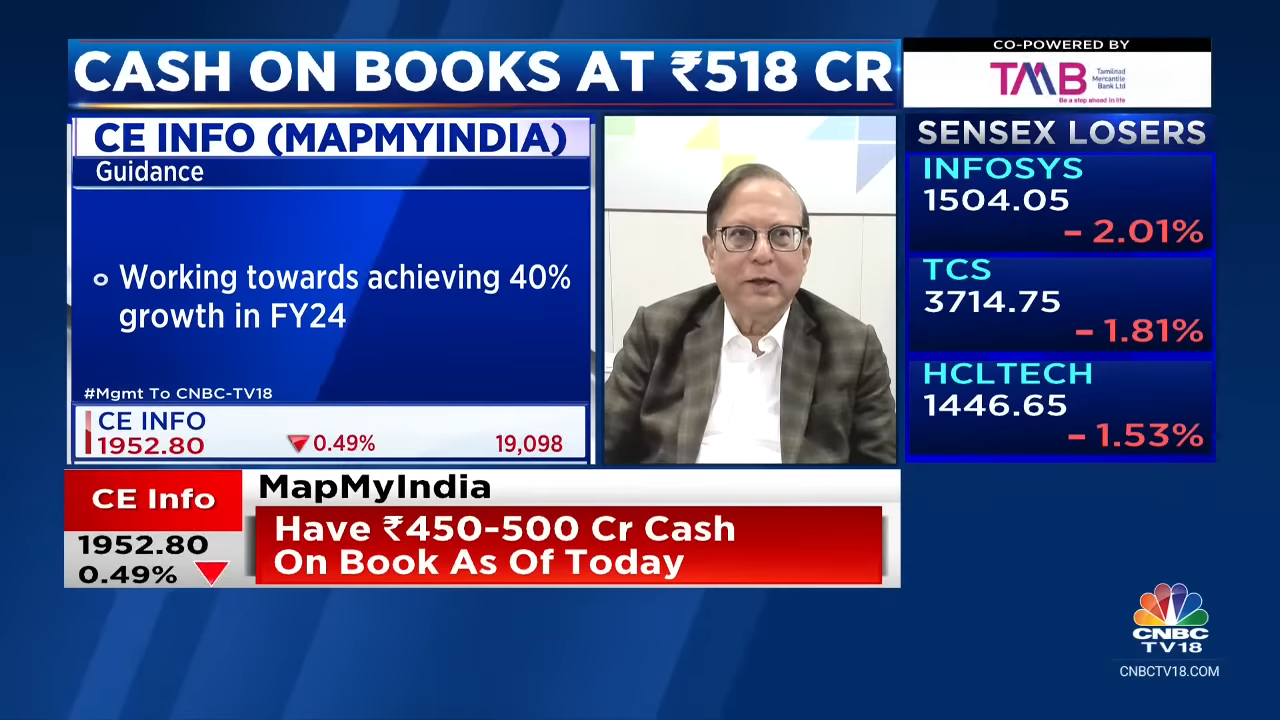 CASH ON BOOKS AT ₹518 CR
CO-POWERED BY
TMB
Tamilnad
Mercantile
Bank Ltd
Be a step ahead in life
CE INFO (MAPMYINDIA)
Guidance
Working towards achieving 40%
growth in FY24
#Mgmt To CNBC-TV18
CE INFO
1952.80
0.49%
19,098
SENSEX LOSERS
INFOSYS
1504.05
- 2.01%
TCS
3714.75
- 1.81%
HCLTECH
1446.65
- 1.53%
CE Info
1952.80
0.49%
MapMyIndia
Have ₹450-500 Cr Cash
On Book As Of Today
CNBC
TV18
CNBCTV18.COM